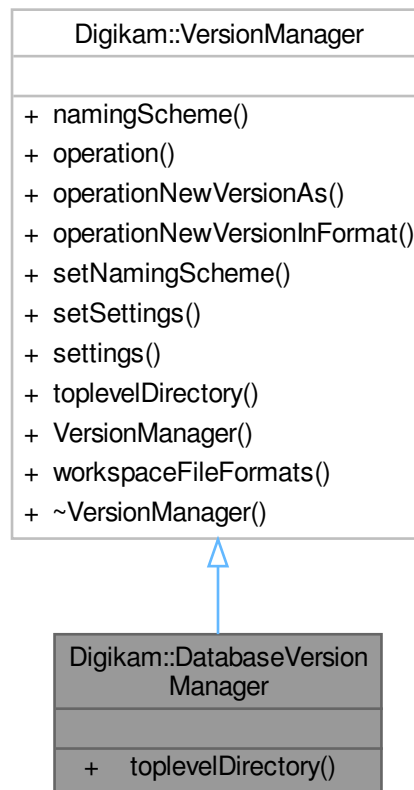 Digikam::VersionManager
+ namingScheme()
+ operation()
+ operationNewVersionAs()
+ operationNewVersionInFormat()
+ setNamingScheme()
+ setSettings()
+ settings()
+ toplevelDirectory()
+ VersionManager()
+ workspaceFileFormats()
+ ~VersionManager()
Digikam::DatabaseVersion
Manager
+ toplevelDirectory()